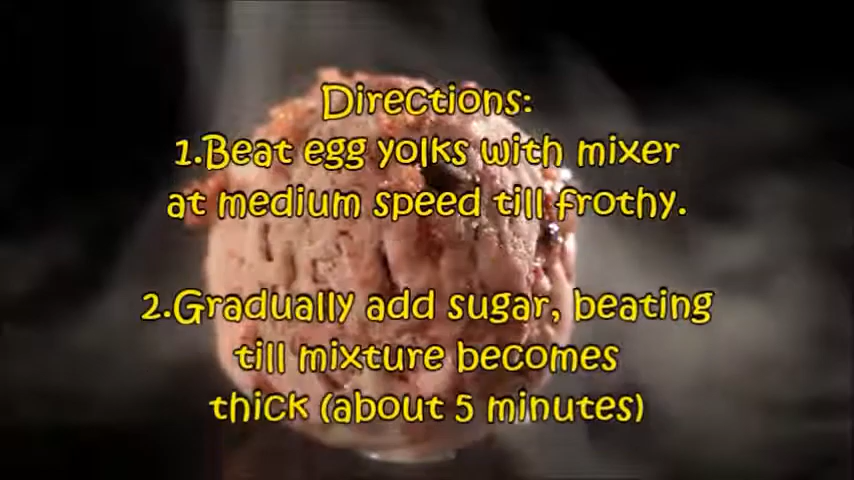 Directions:
1.Beat egg yolks with mixer
at medium speed till frothy.
2.Gradually add sugar, beating
till mixture becomes
thick (about 5 minutes)